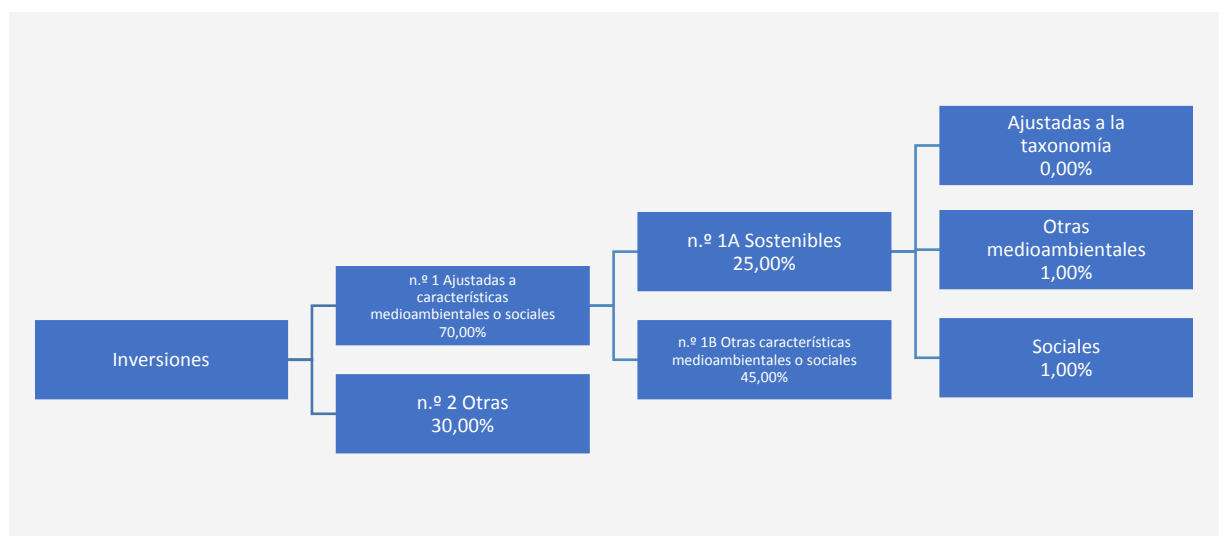 Inversiones
n.º 1 Ajustadas a
características
medioambientales o sociales
70,00%
n.º 2 Otras
30,00%
n.º 1A Sostenibles
25,00%
n.º 1B Otras características
medioambientales o sociales
45,00%
Ajustadas a la
taxonomía
0,00%
Otras
medioambientales
1,00%
Sociales
1,00%